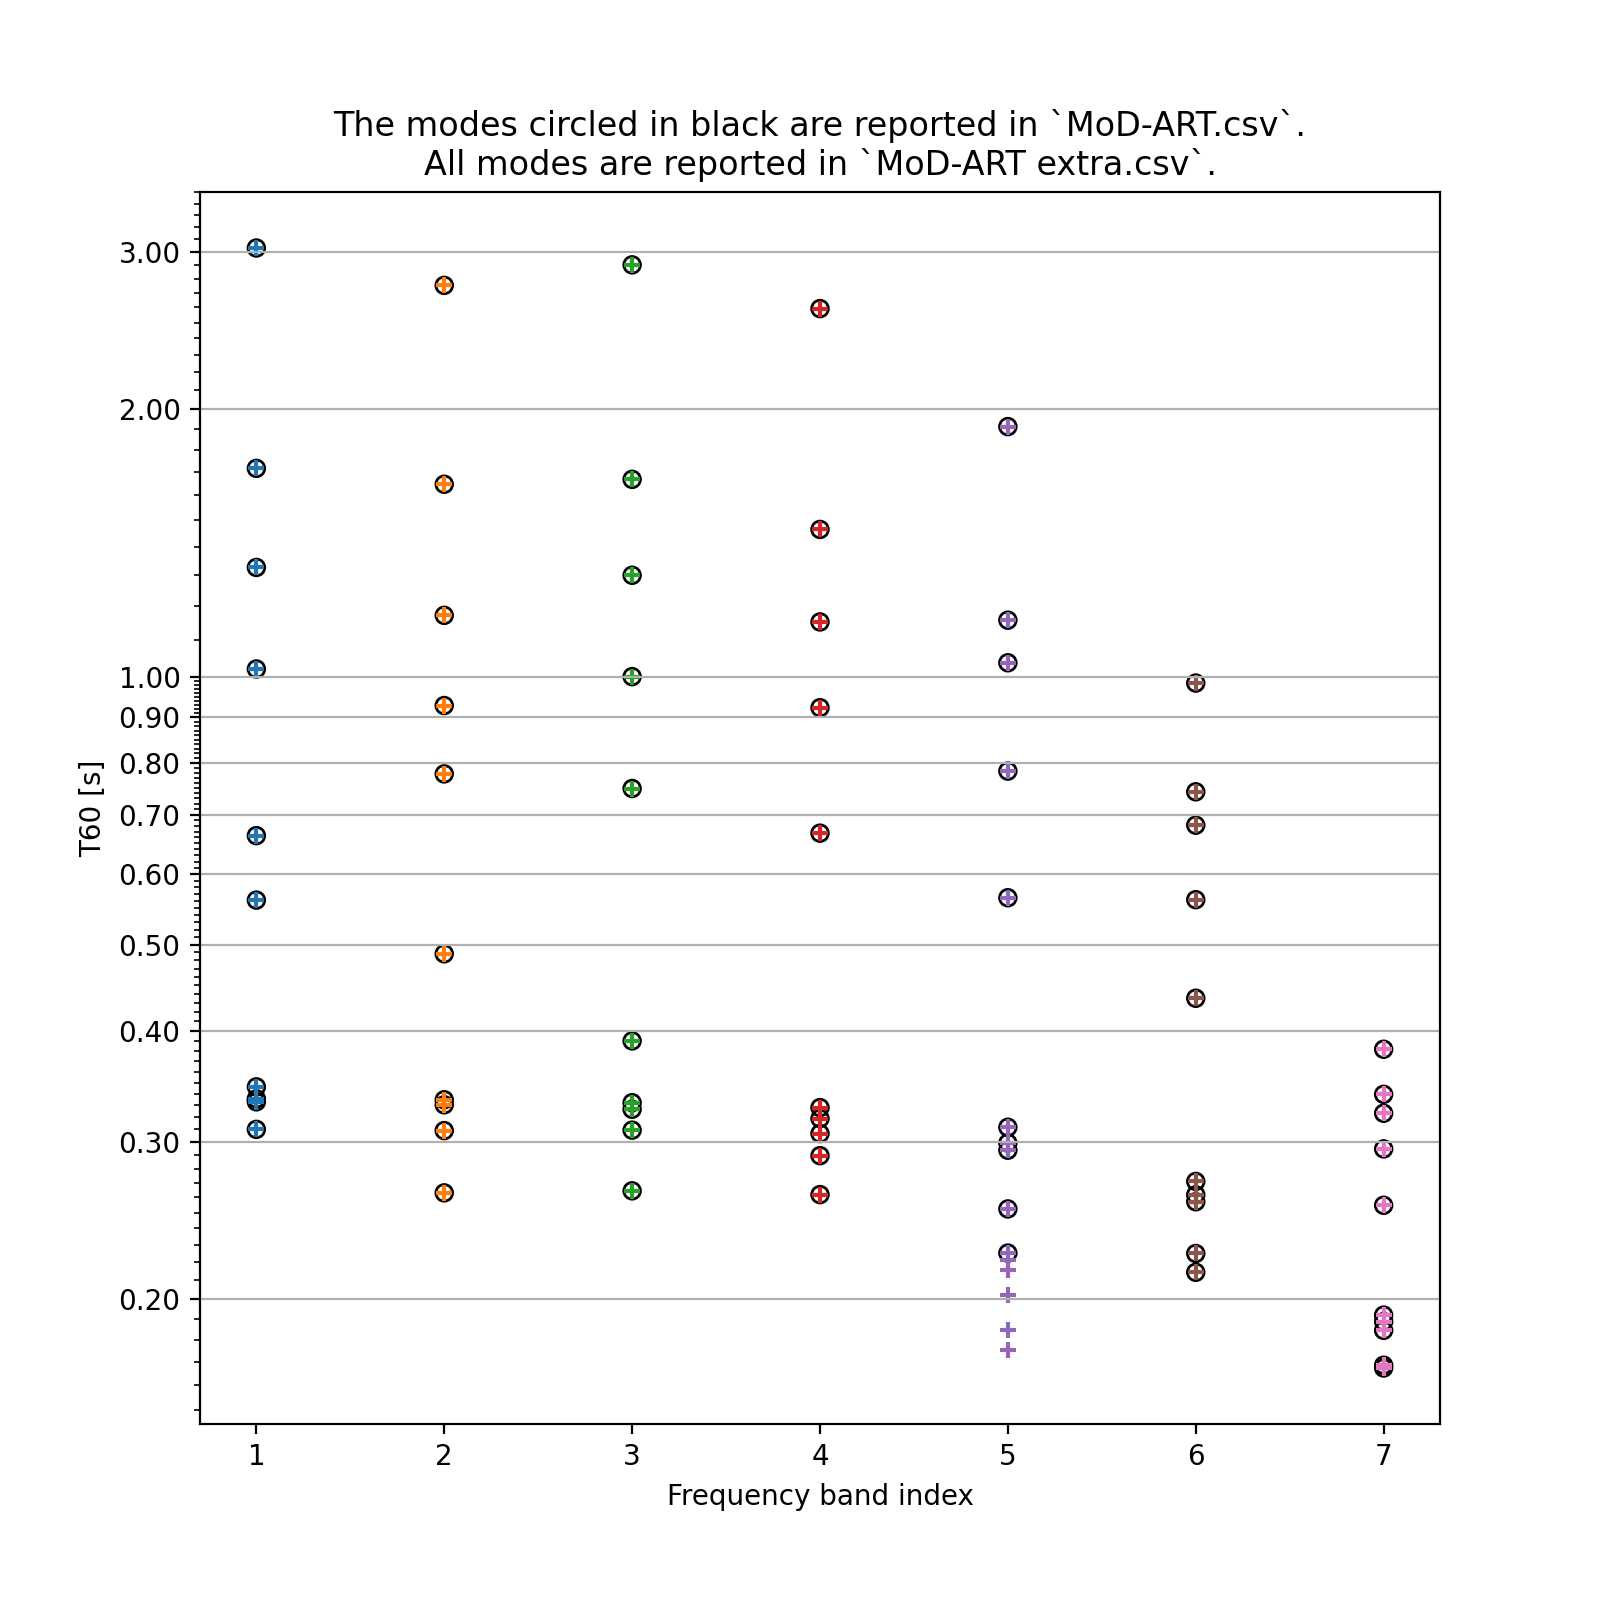 The modes circled in black are reported in `MoD-ART.csv`.
All modes are reported in `MoD-ART extra.csv`.
3.00
2.00
1.00
0.90
0.80
0.70
0.60
0.50
0.40
0.30
0.20
T60 [s]
1 2 3 4 5 6 7
Frequency band index